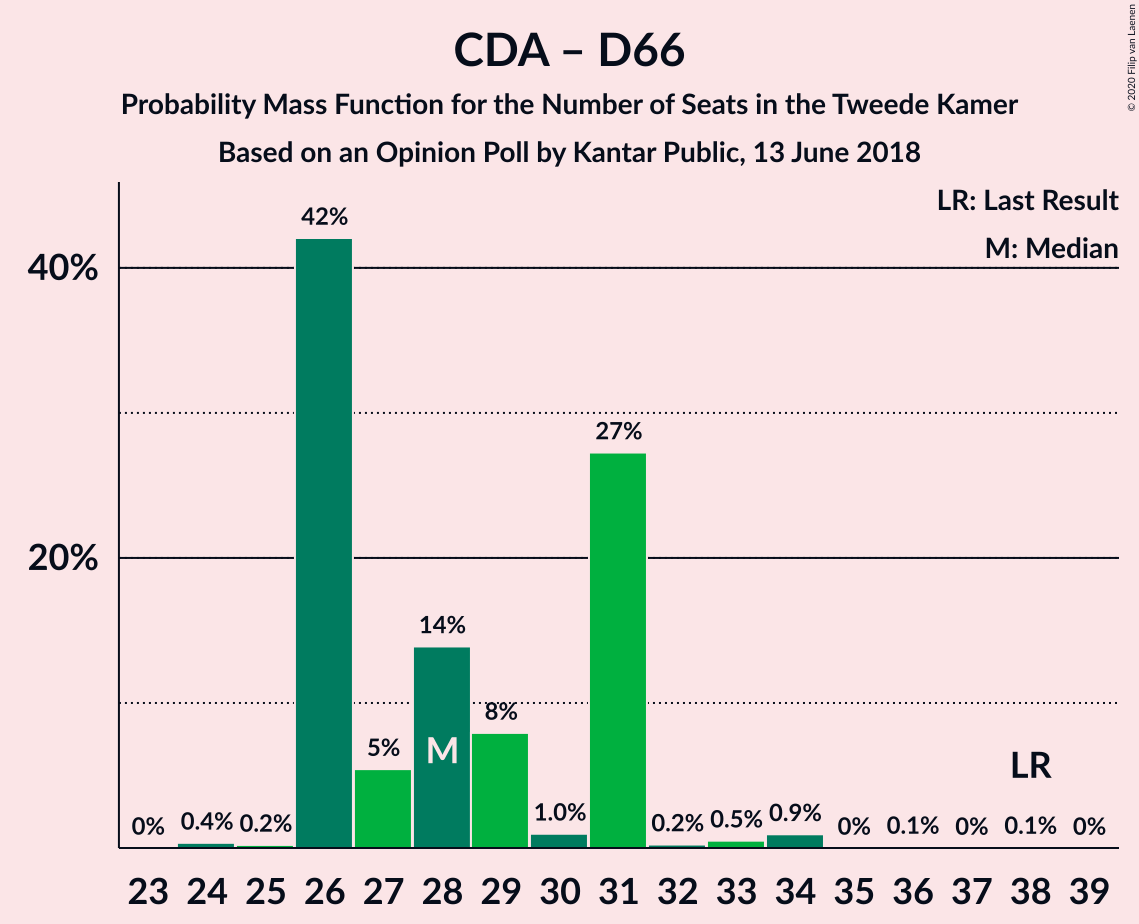 CDA – D66
Probability Mass Function for the Number of Seats in the Tweede Kamer
Based on an Opinion Poll by Kantar Public, 13 June 2018
© 2020 Filip van Laenen
LR: Last Result
M: Median
40%
20%
0%
0.4%
0.2%
42%
5%
14%
8%
1.0%
27%
0.2%
0.5%
0.9%
0%
0.1%
0%
0.1%
0%
M
LR
23 24 25 26 27 28 29 30 31 32 33 34 35 36 37 38 39